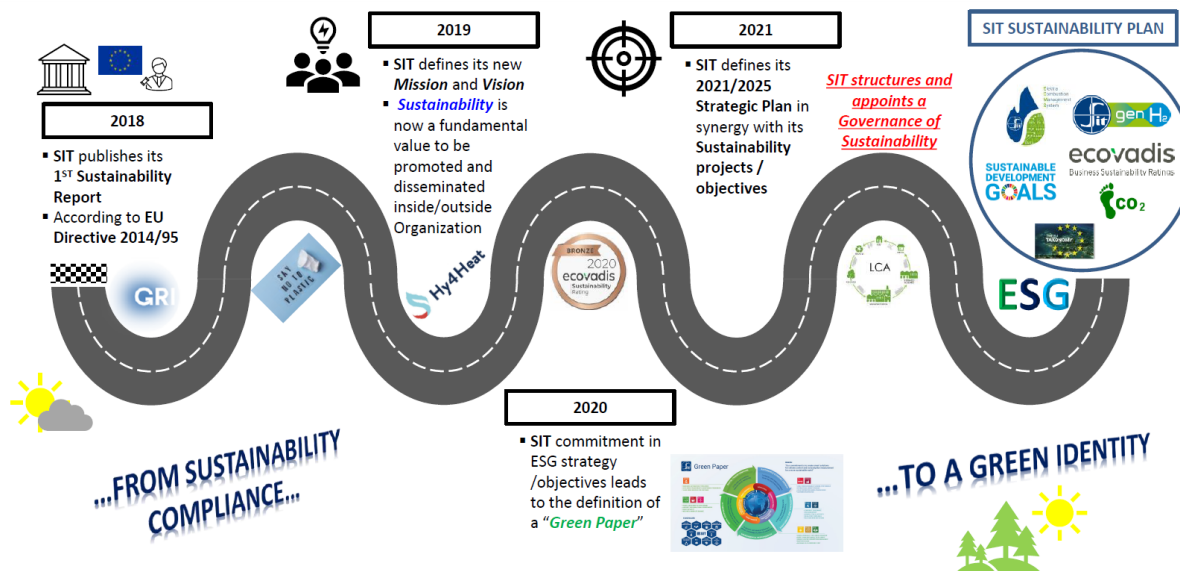 2018
▪ SIT publishes its
1ST Sustainability
Report
▪ According to EU
Directive 2014/95
GRI
SAY
NO TO
PLASTIC
2019
▪ SIT defines its new
Mission and Vision
▪ Sustainability is
now a fundamental
value to be
promoted and
disseminated
inside/outside
Organization
Hy4Heat
2020
▪ SIT commitment in
ESG strategy
/objectives leads
to the definition of
a “Green Paper”
Green Paper
BRONZE
2020
ecovadis
Sustainability
Rating
2021
▪ SIT defines its
2021/2025
Strategic Plan in
synergy with its
Sustainability
projects /
objectives
LCA
SIT structures and
appoints a
Governance of
Sustainability
SIT SUSTAINABILITY PLAN
Combustion
Management
System
Sit
gen H2
SUSTAINABLE
DEVELOPMENT
GOALS
ecovadis
Business Sustainability Ratings
CO2
TAXONOMY
ESG
...FROM SUSTAINABILITY
COMPLIANCE...
...TO A GREEN IDENTITY